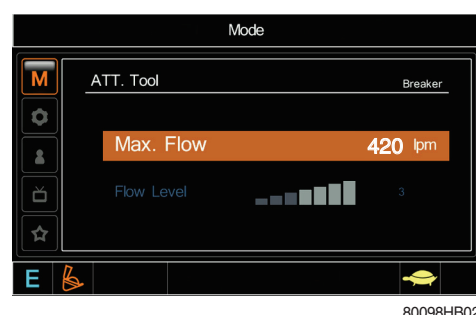 Mode
M
ATT. Tool
Breaker
Max. Flow 420 lpm
Flow Level 3
E
80098HB02